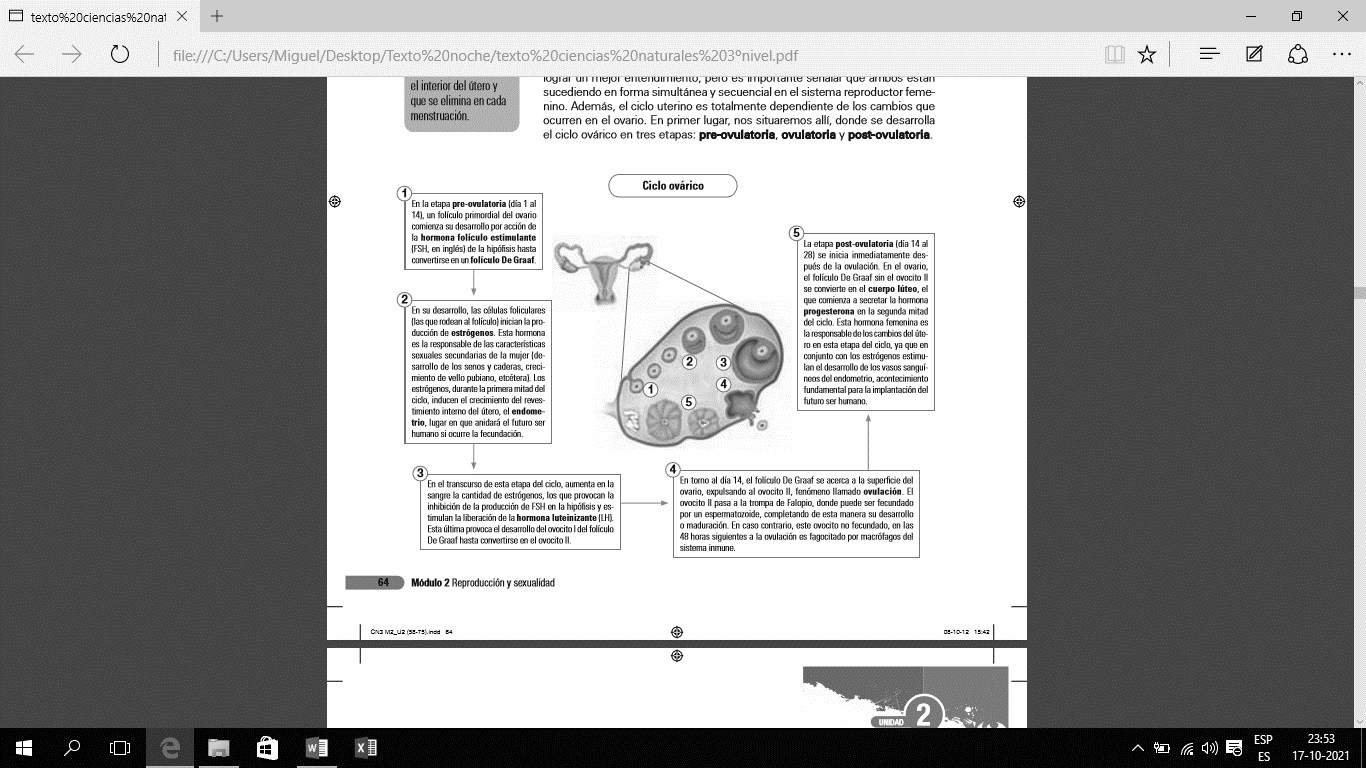 texto%20ciencias%20nat
file:///C:/Users/Miguel/Desktop/Texto%20noche/texto%20ciencias%20naturales%203ºnivel.pdf
el interior del útero y
que se elimina en cada
menstruación.
lograr un mejor entendimiento, pero es importante señalar que ambos están
sucediendo en forma simultánea y secuencial en el sistema reproductor feme-
nino. Además, el ciclo uterino es totalmente dependiente de los cambios que
ocurren en el ovario. En primer lugar, nos situaremos allí, donde se desarrolla
el ciclo ovárico en tres etapas: pre-ovulatoria, ovulatoria y post-ovulatoria.
Ciclo ovárico
1
En la etapa pre-ovulatoria (día 1 al
14), un folículo primordial del ovario
comienza su desarrollo por acción de
la hormona folículo estimulante
(FSH, en inglés) de la hipófisis hasta
convertirse en un folículo De Graaf.
2
En su desarrollo, las células foliculares
(las que rodean al folículo) inician la pro-
ducción de estrógenos. Esta hormona
es la responsable de las características
sexuales secundarias de la mujer (de-
sarrollo de los senos y caderas, creci-
miento de vello pubiano, etcétera). Los
estrógenos, durante la primera mitad del
ciclo, inducen el crecimiento del reves-
timiento interno del útero, el endome-
trio, lugar en que anidará el futuro ser
humano si ocurre la fecundación.
3
En el transcurso de esta etapa del ciclo, aumenta en la
sangre la cantidad de estrógenos, los que provocan la
inhibición de la producción de FSH en la hipófisis y es-
timulan la liberación de la hormona luteinizante (LH).
Esta última provoca el desarrollo del ovocito I del folículo
De Graaf hasta convertirse en el ovocito II.
4
En torno al día 14, el folículo De Graaf se acerca a la superficie del
ovario, expulsando al ovocito II, fenómeno llamado ovulación. El
ovocito II pasa a la trompa de Falopio, donde puede ser fecundado
por un espermatozoide, completando de esta manera su desarrollo
o maduración. En caso contrario, este ovocito no fecundado, en las
48 horas siguientes a la ovulación es fagocitado por macrófagos del
sistema inmune.
5
La etapa post-ovulatoria (día 14 al
28) se inicia inmediatamente des-
pués de la ovulación. En el ovario,
el folículo De Graaf sin el ovocito II
se convierte en el cuerpo lúteo, el
que comienza a secretar la hormona
progesterona en la segunda mitad
del ciclo. Esta hormona femenina es
la responsable de los cambios del úte-
ro en esta etapa del ciclo, ya que en
conjunto con los estrógenos estimu-
lan el desarrollo de los vasos sanguí-
neos del endometrio, acontecimiento
fundamental para la implantación del
futuro ser humano.
1
2
3
4
5
64 Módulo 2 Reproducción y sexualidad
CN3 M2_U2 (58-75).indd 64
08-10-12 15:42
UNIDAD 2
ESP
ES
23:53
17-10-2021